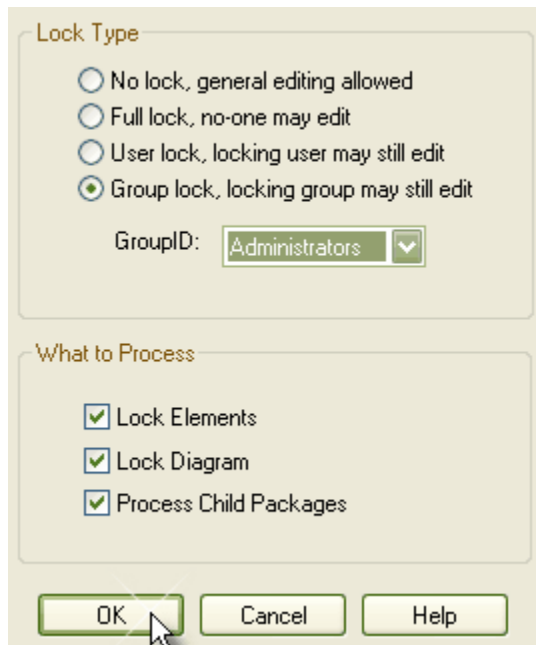 Lock Type
No lock, general editing allowed
Full lock, no-one may edit
User lock, locking user may still edit
Group lock, locking group may still edit
GroupID: Administrators
What to Process
Lock Elements
Lock Diagram
Process Child Packages
OK Cancel Help